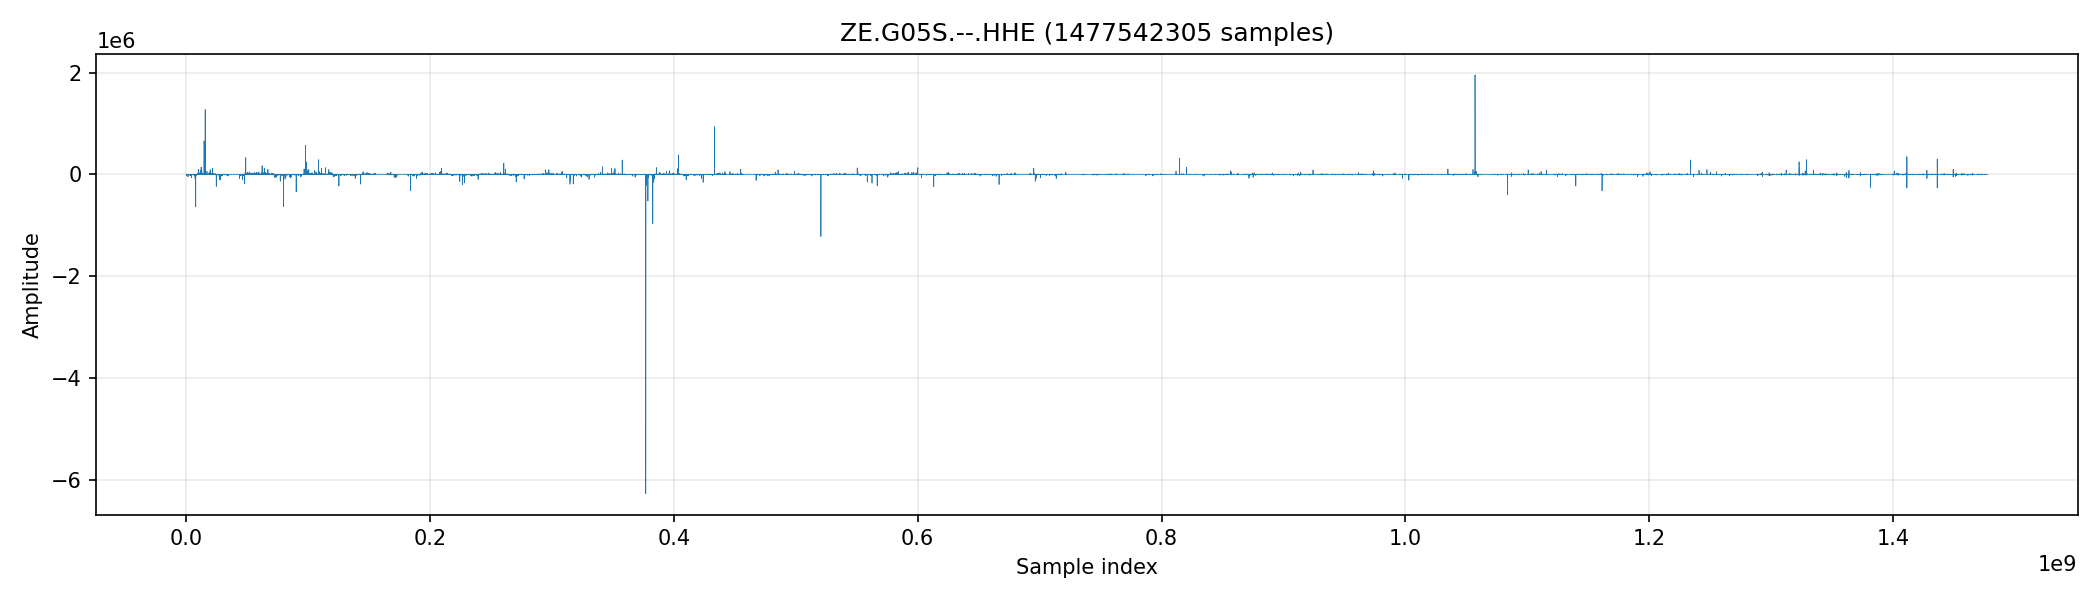 ZE.G05S.--.HHE (1477542305 samples)
1e6
2
0
−2
−4
−6
Amplitude
0.0 0.2 0.4 0.6 0.8 1.0 1.2 1.4
1e9
Sample index